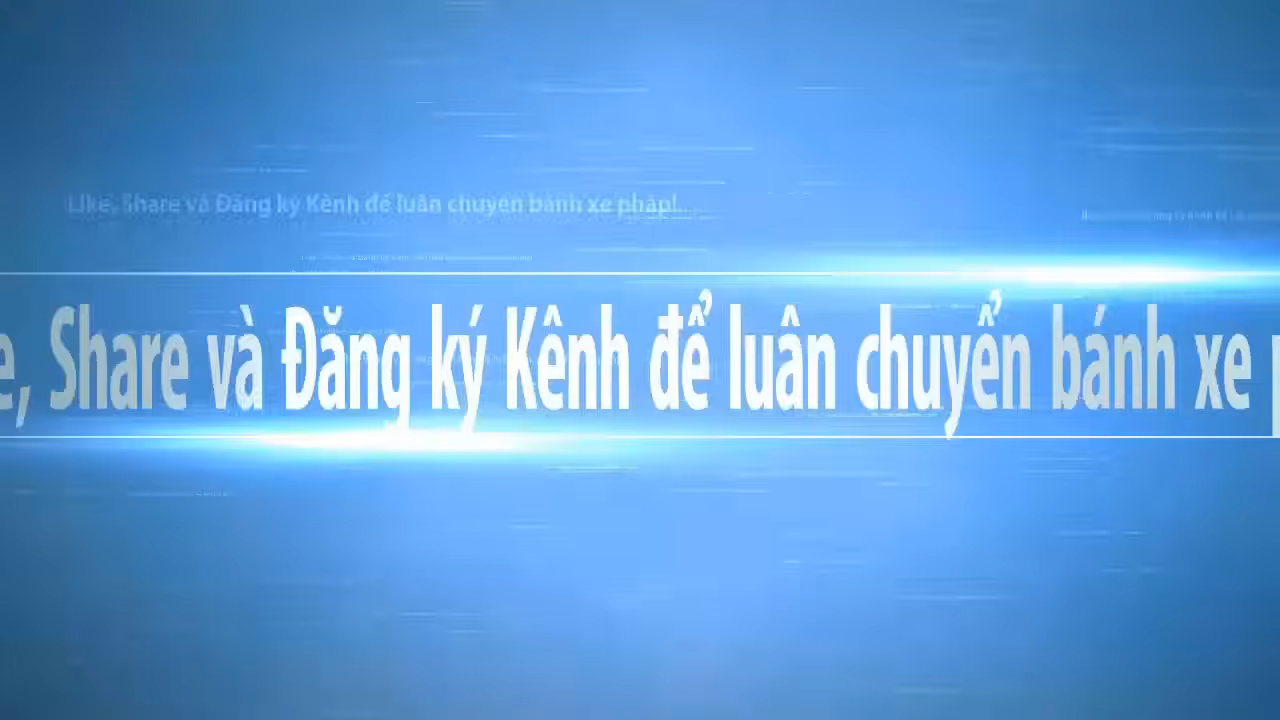 Like, Share và Đăng ký Kênh để luân chuyển bánh xe pháp!
e, Share và Đăng ký Kênh để luân chuyển bánh xe p